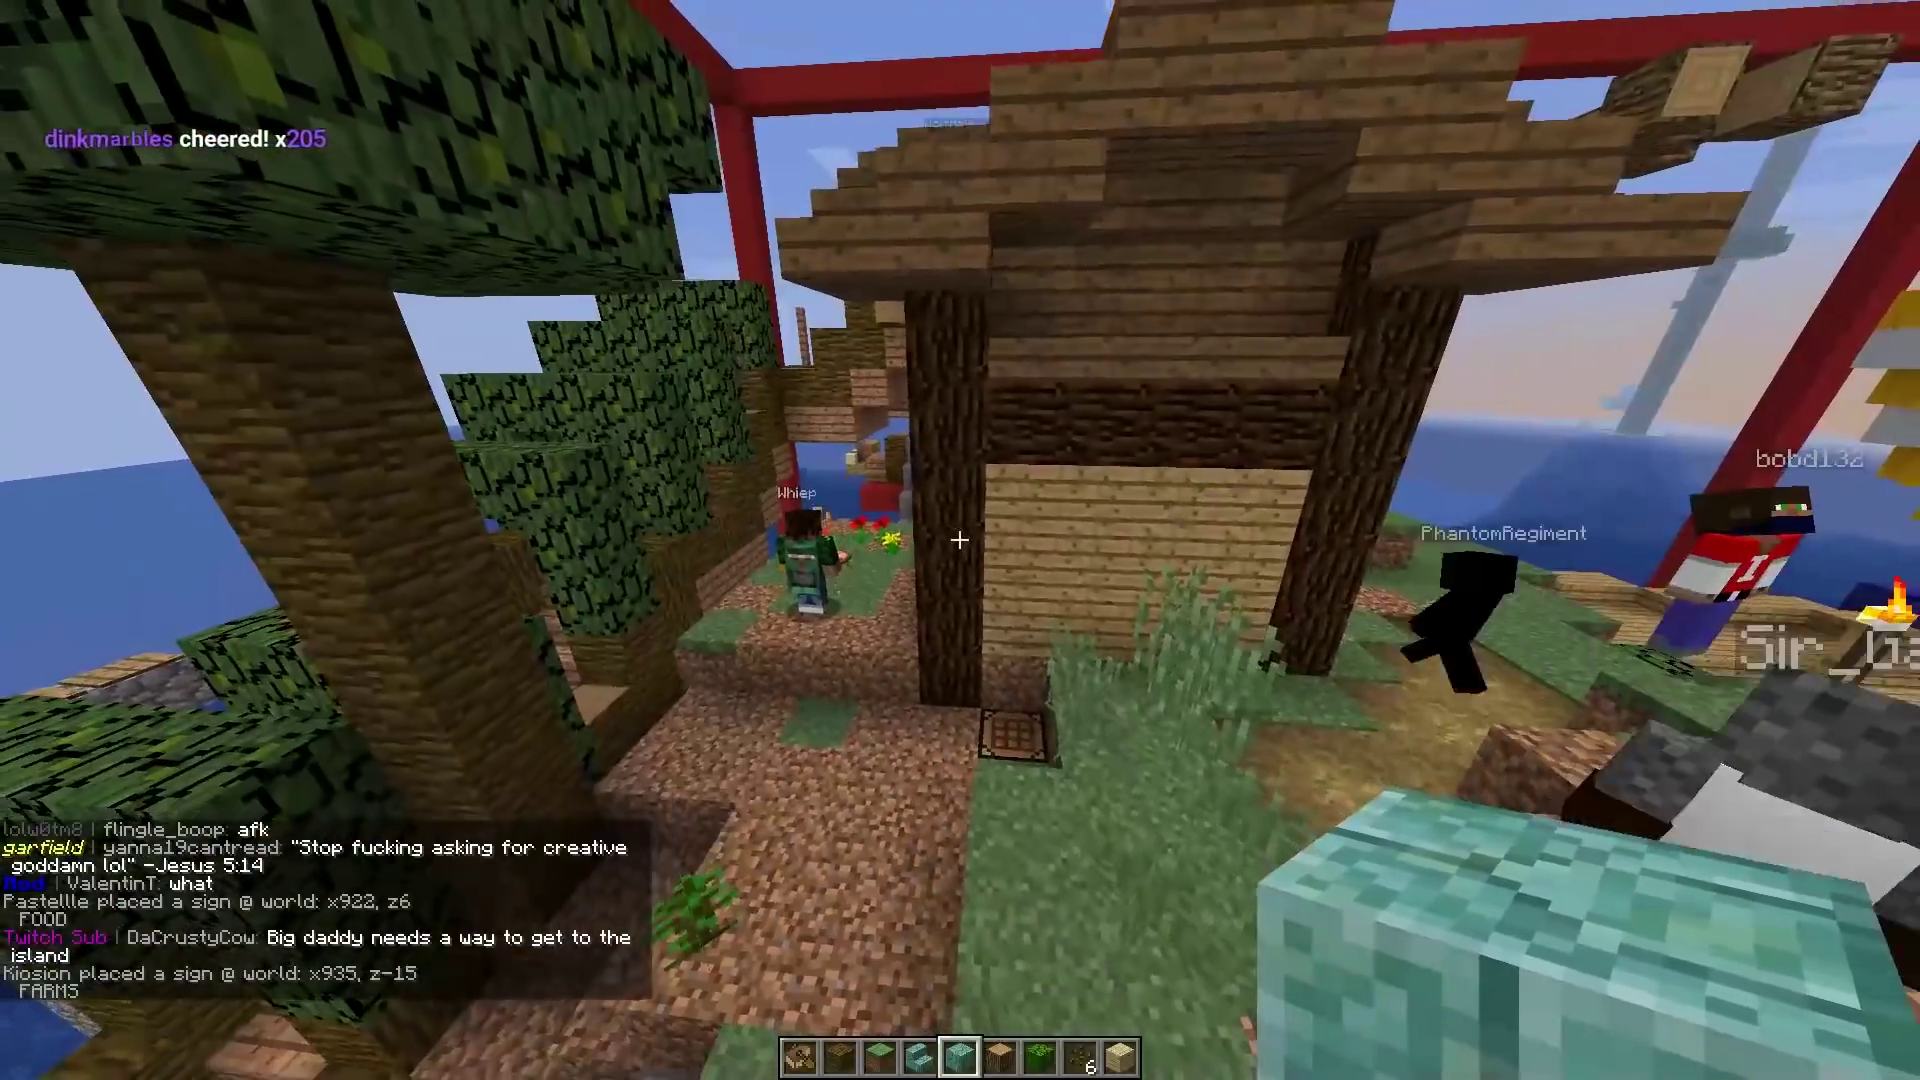 dinkmarbles cheered! x205
Whiep
bobd132
PhantomRegiment
lolw0tm8 | flingle_boop: afk
garfield | yanna19cantread: "Stop fucking asking for creative
goddamn lol" -Jesus 5:14
Mod | ValentinT: what
Pastellle placed a sign @ world: x922, z6
FOOD
Twitch Sub | DaCrustyCow: Big daddy needs a way to get to the
island
Kiosion placed a sign @ world: x935, z-15
FARMS
6